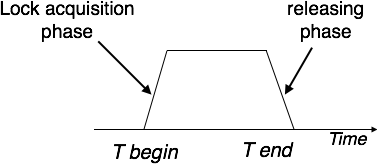 Lock acquisition
phase
releasing
phase
T begin
T end
Time